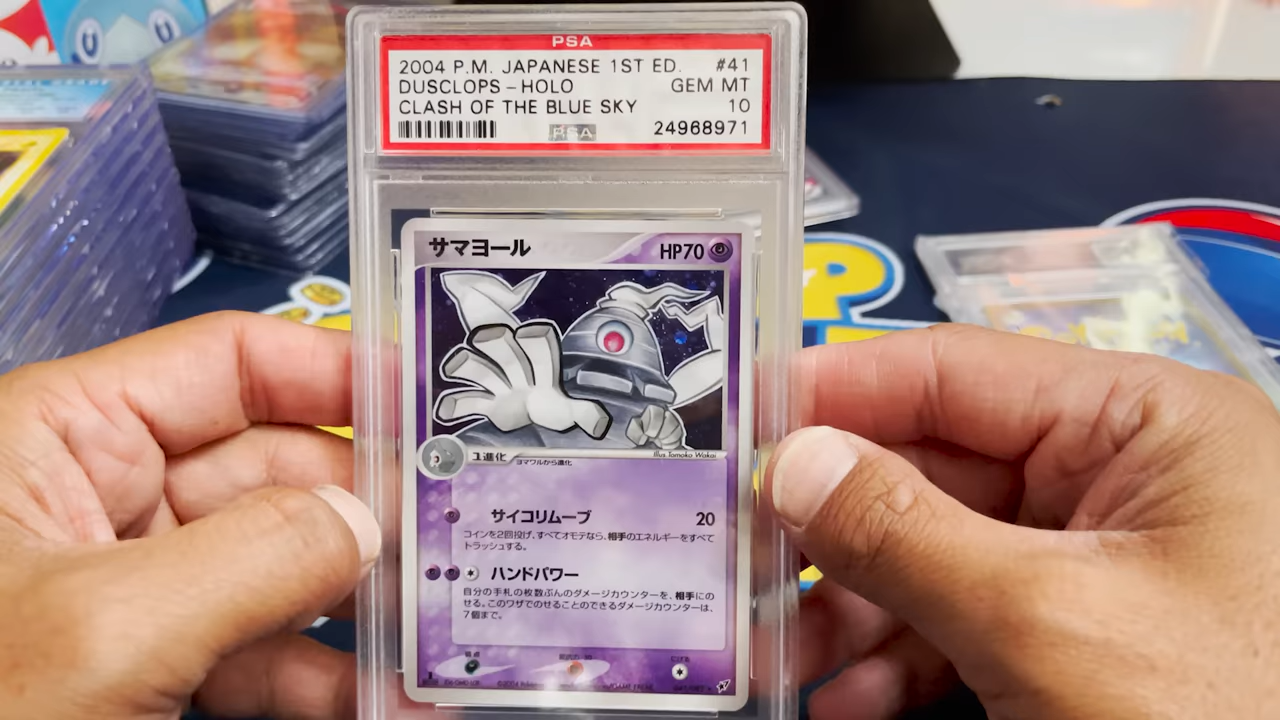 PSA
2004 P.M. JAPANESE 1ST ED. #41
DUSCLOPS - HOLO GEM MT
CLASH OF THE BLUE SKY 10
PSA 24968971
サマヨール HP70
1進化 ヨマワルから進化
Illus. Tomoko Wakai
サイコリムーブ 20
コインを2回投げ、すべてオモテなら、相手のエネルギーをすべて
トラッシュする。
ハンドパワー
自分の手札の枚数ぶんのダメージカウンターを、相手にの
せる。このワザでのせることのできるダメージカウンターは、
7個まで。